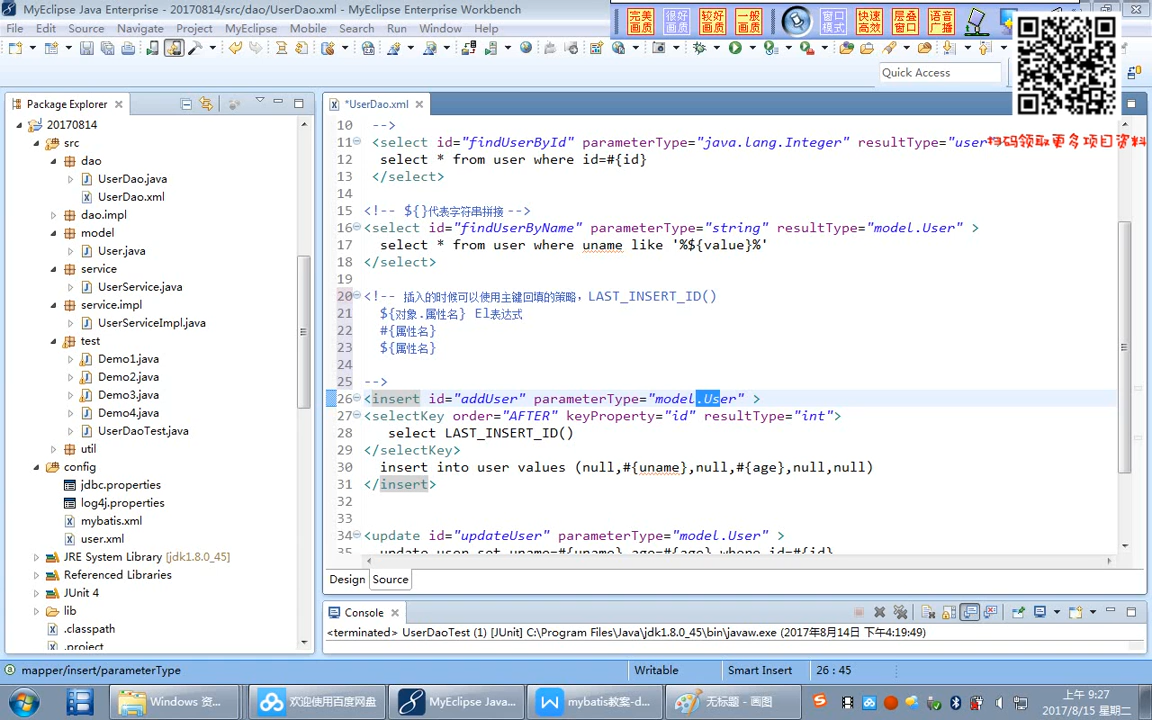 MyEclipse Java Enterprise - 20170814/src/dao/UserDao.xml - MyEclipse Enterprise Workbench
完美画质
很好画质
较好画质
一般画质
窗口模式
快速高效
层叠窗口
语音广播
File Edit Source Navigate Project MyEclipse Mobile Search Run Window Help
Quick Access
扫码领取更多项目资料
Package Explorer
20170814
src
dao
UserDao.java
UserDao.xml
dao.impl
model
User.java
service
UserService.java
service.impl
UserServiceImpl.java
test
Demo1.java
Demo2.java
Demo3.java
Demo4.java
UserDaoTest.java
util
config
jdbc.properties
log4j.properties
mybatis.xml
user.xml
JRE System Library [jdk1.8.0_45]
Referenced Libraries
JUnit 4
lib
.classpath
.project
*UserDao.xml
10 -->
11 <select id="findUserById" parameterType="java.lang.Integer" resultType="user
12 select * from user where id=#{id}
13 </select>
14
15 <!-- ${}代表字符串拼接 -->
16 <select id="findUserByName" parameterType="string" resultType="model.User" >
17 select * from user where uname like '%${value}%'
18 </select>
19
20 <!-- 插入的时候可以使用主键回填的策略，LAST_INSERT_ID()
21 ${对象.属性名} El表达式
22 #{属性名}
23 ${属性名}
24
25 -->
26 <insert id="addUser" parameterType="model.User" >
27 <selectKey order="AFTER" keyProperty="id" resultType="int">
28 select LAST_INSERT_ID()
29 </selectKey>
30 insert into user values (null,#{uname},null,#{age},null,null)
31 </insert>
32
33
34 <update id="updateUser" parameterType="model.User" >
35 update user set uname=#{uname},age=#{age} where id=#{id}
Design Source
Console
<terminated> UserDaoTest (1) [JUnit] C:\Program Files\Java\jdk1.8.0_45\bin\javaw.exe (2017年8月14日 下午4:19:49)
mapper/insert/parameterType
Writable
Smart Insert
26 : 45
Windows 资...
欢迎使用百度网盘
MyEclipse Java...
mybatis教案-d...
无标题 - 画图
上午 9:27
2017/8/15 星期二